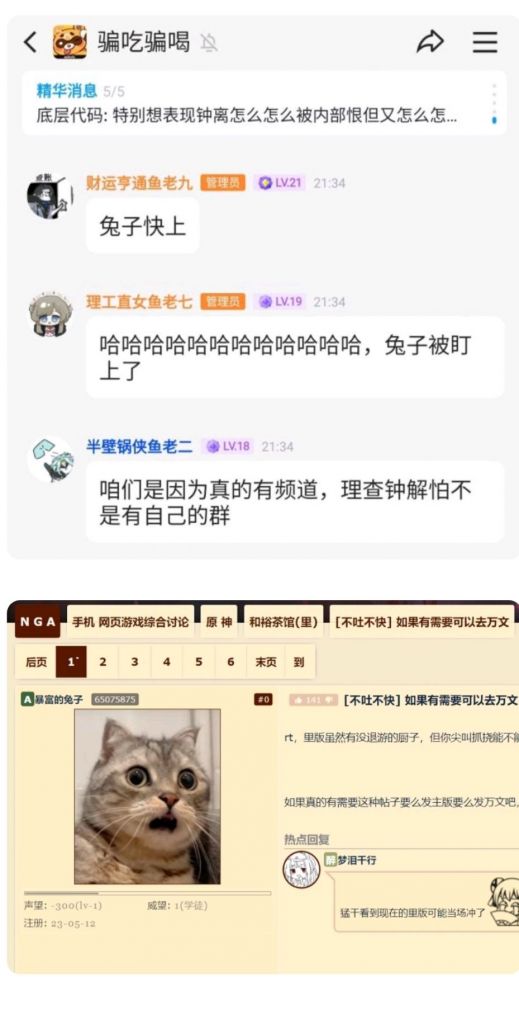 骗吃骗喝
精华消息 5/5
底层代码: 特别想表现钟离怎么怎么被内部恨但又怎么怎...
财运亨通鱼老九 管理员 LV.21 21:34
兔子快上
理工直女鱼老七 管理员 LV.19 21:34
哈哈哈哈哈哈哈哈哈哈哈哈，兔子被盯
上了
半壁锅侠鱼老二 LV.18 21:34
咱们是因为真的有频道，理查钟解怕不
是有自己的群
NGA 手机 网页游戏综合讨论 原神 和裕茶馆(里) [不吐不快] 如果有需要可以去万文
后页 1 2 3 4 5 6 末页 到
A 暴富的兔子 65075875 #0
141 [不吐不快] 如果有需要可以去万文
rt，里版虽然有没退游的厨子，但你尖叫抓挠能不能
如果真的有需要这种帖子要么发主版要么发万文吧，
热点回复
醉 梦泪千行
猛干看到现在的里版可能当场冲了
声望: -300(lv-1) 威望: 1(学徒)
注册: 23-05-12